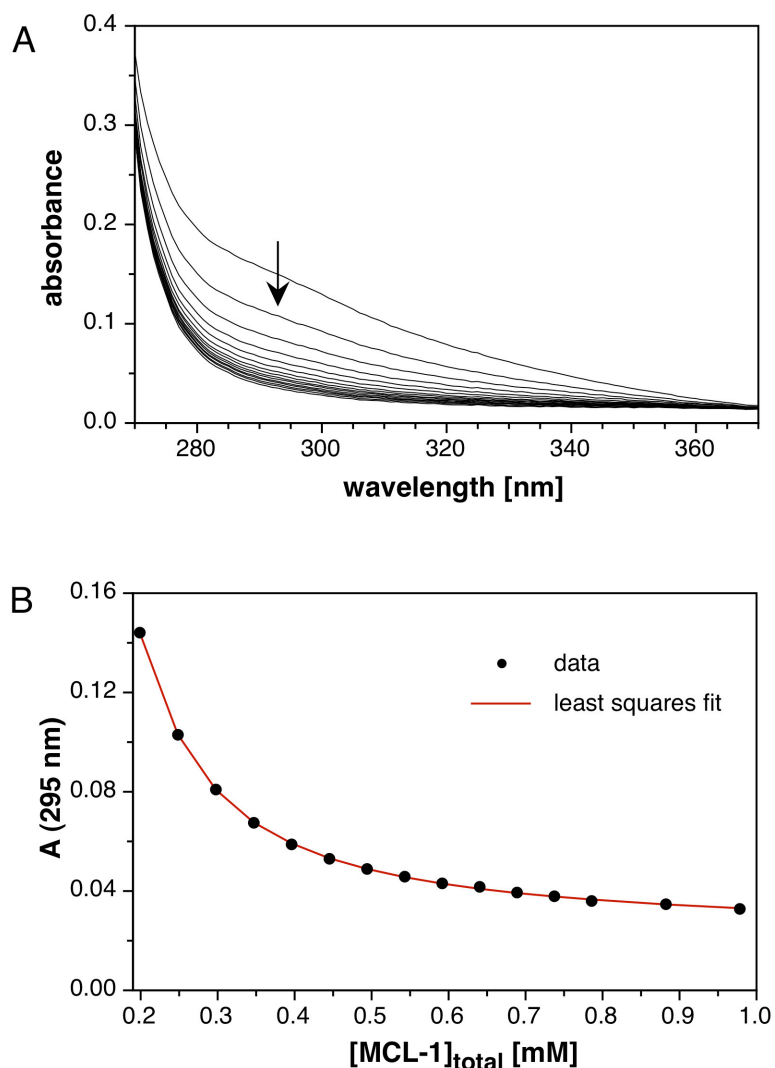 A
0.4
0.3
0.2
0.1
0.0
absorbance
280 300 320 340 360
wavelength [nm]
B
0.16
0.12
0.08
0.04
0.00
A (295 nm)
data
least squares fit
0.2 0.3 0.4 0.5 0.6 0.7 0.8 0.9 1.0
[MCL-1]total [mM]